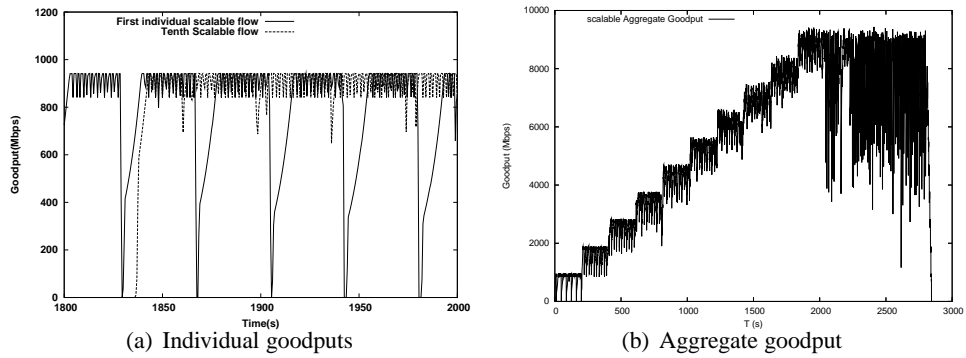 First individual scalable flow
Tenth Scalable flow
1200
1000
800
600
400
200
0
Goodput(Mbps)
1800
1850
1900
1950
2000
Time(s)
(a) Individual goodputs
scalable Aggregate Goodput
10000
8000
6000
4000
2000
0
Goodput (Mbps)
0
500
1000
1500
2000
2500
3000
T (s)
(b) Aggregate goodput